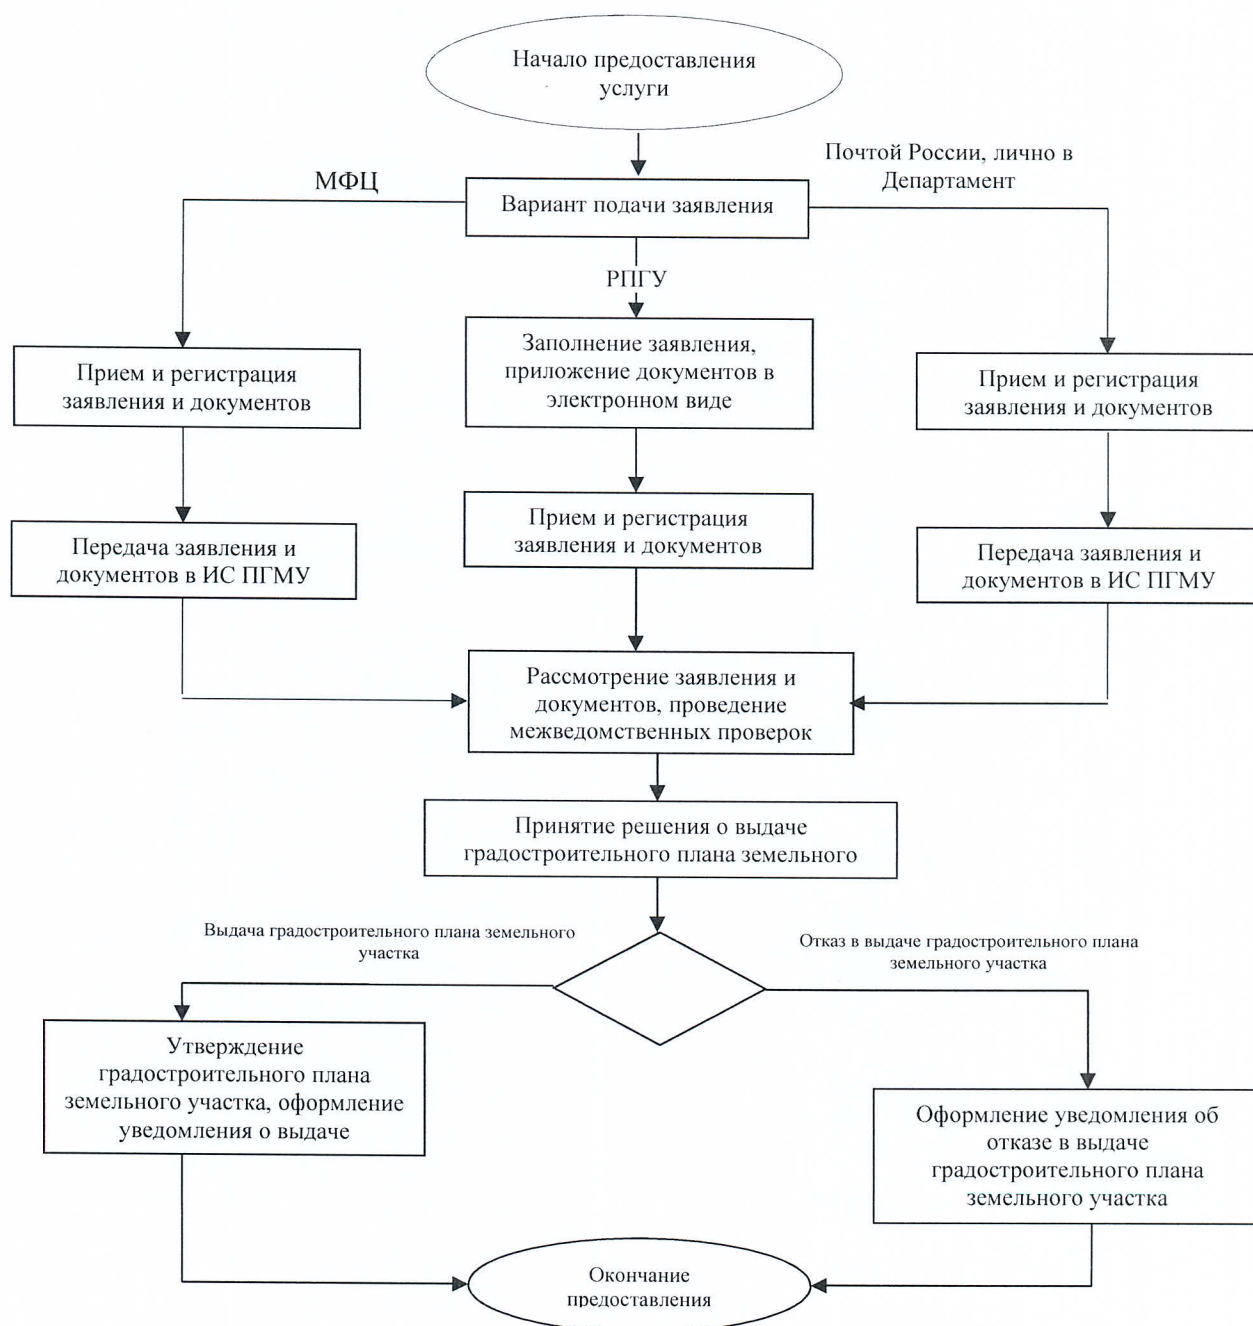 Начало предоставления
услуги
Почтой России, лично в
Департамент
МФЦ
Вариант подачи заявления
РПГУ
Заполнение заявления,
приложение документов в
электронном виде
Прием и регистрация
заявления и документов
Прием и регистрация
заявления и документов
Прием и регистрация
заявления и документов
Передача заявления и
документов в ИС ПГМУ
Передача заявления и
документов в ИС ПГМУ
Рассмотрение заявления и
документов, проведение
межведомственных проверок
Принятие решения о выдаче
градостроительного плана земельного
Выдача градостроительного плана земельного
участка
Отказ в выдаче градостроительного плана
земельного участка
Утверждение
градостроительного плана
земельного участка, оформление
уведомления о выдаче
Оформление уведомления об
отказе в выдаче
градостроительного плана
земельного участка
Окончание
предоставления